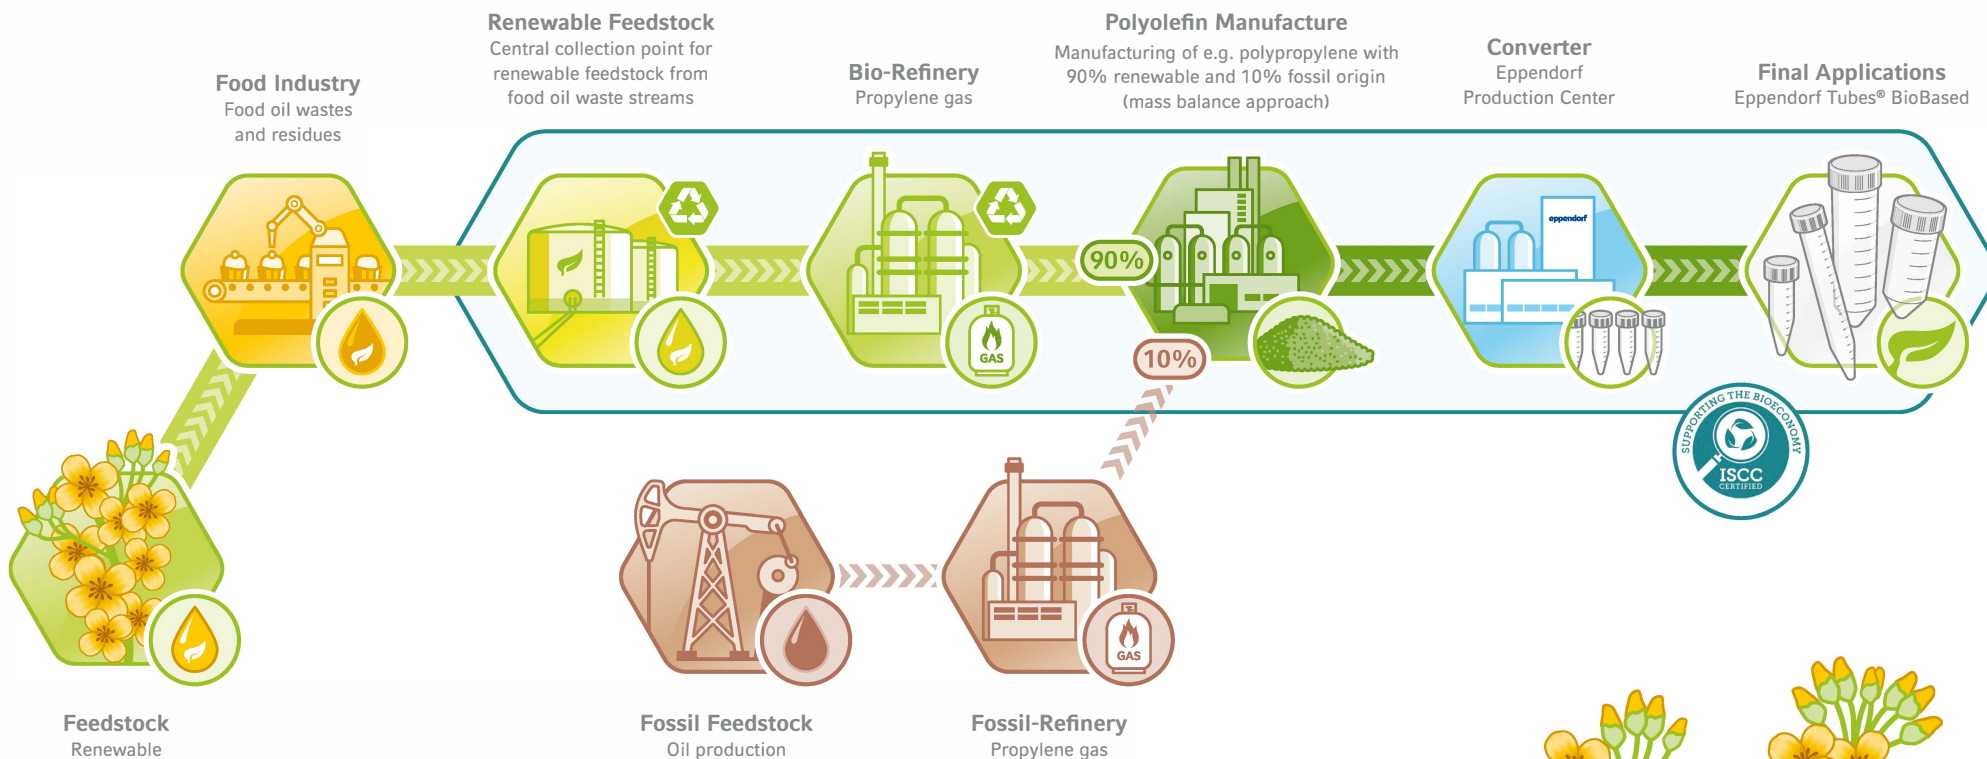 Food Industry
Food oil wastes
and residues
Renewable Feedstock
Central collection point for
renewable feedstock from
food oil waste streams
Bio-Refinery
Propylene gas
Polyolefin Manufacture
Manufacturing of e.g. polypropylene with
90% renewable and 10% fossil origin
(mass balance approach)
Converter
Eppendorf
Production Center
Final Applications
Eppendorf Tubes® BioBased
eppendorf
90%
10%
GAS
SUPPORTING THE BIOECONOMY
ISCC
CERTIFIED
GAS
Feedstock
Renewable
Fossil Feedstock
Oil production
Fossil-Refinery
Propylene gas